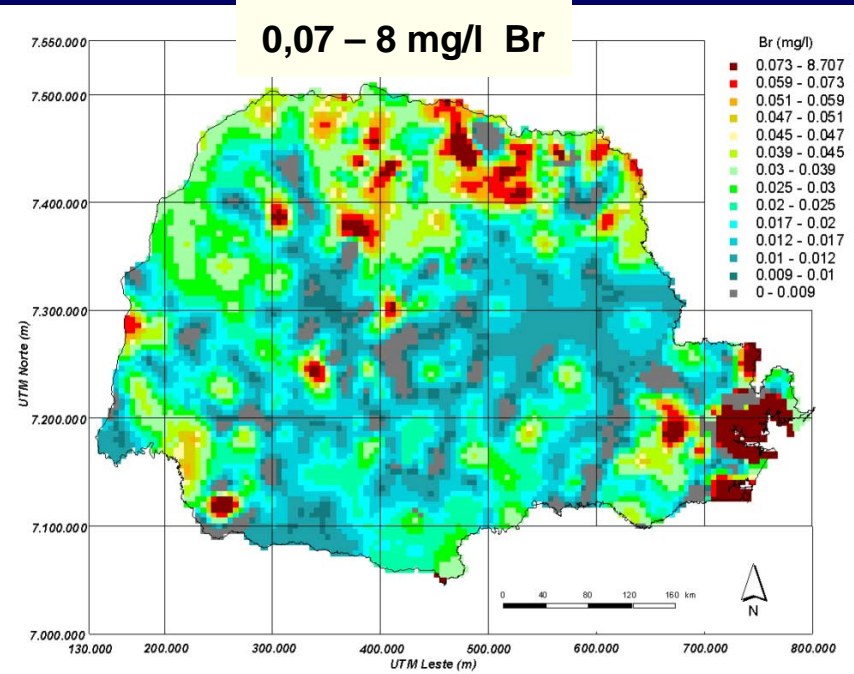 0,07 – 8 mg/l Br
Br (mg/l)
0.073 - 8.707
0.059 - 0.073
0.051 - 0.059
0.047 - 0.051
0.045 - 0.047
0.039 - 0.045
0.03 - 0.039
0.025 - 0.03
0.02 - 0.025
0.017 - 0.02
0.012 - 0.017
0.01 - 0.012
0.009 - 0.01
0 - 0.009
7.550.000
7.500.000
7.400.000
7.300.000
7.200.000
7.100.000
7.000.000
UTM Norte (m)
0 40 80 120 160 km
N
130.000 200.000 300.000 400.000 500.000 600.000 700.000 800.000
UTM Leste (m)